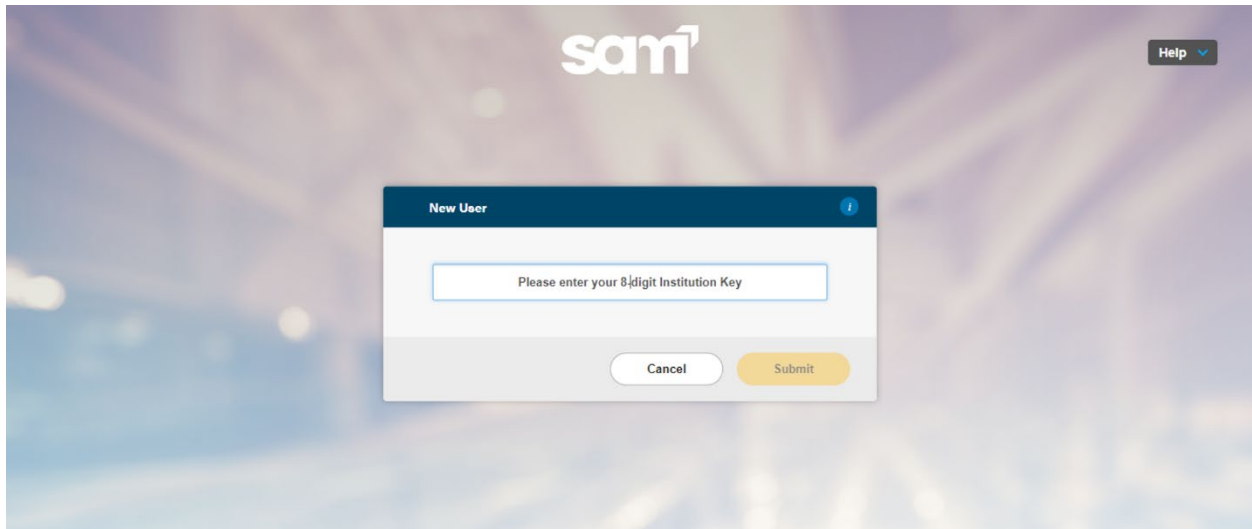 sam
Help
New User
Please enter your 8-digit Institution Key
Cancel
Submit